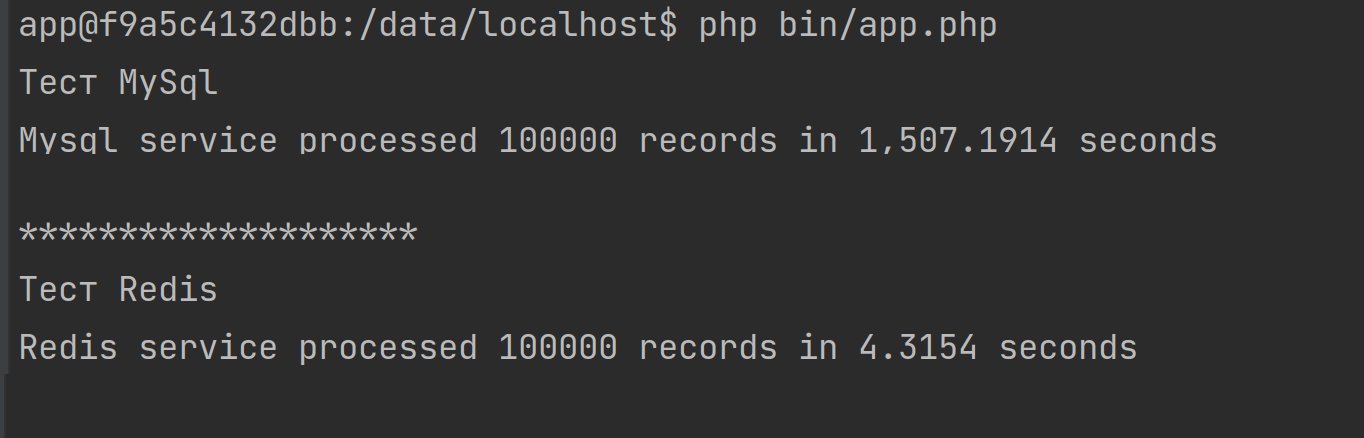 app@f9a5c4132dbb:/data/localhost$ php bin/app.php
Тест MySql
Mysql service processed 100000 records in 1,507.1914 seconds
********************
Тест Redis
Redis service processed 100000 records in 4.3154 seconds